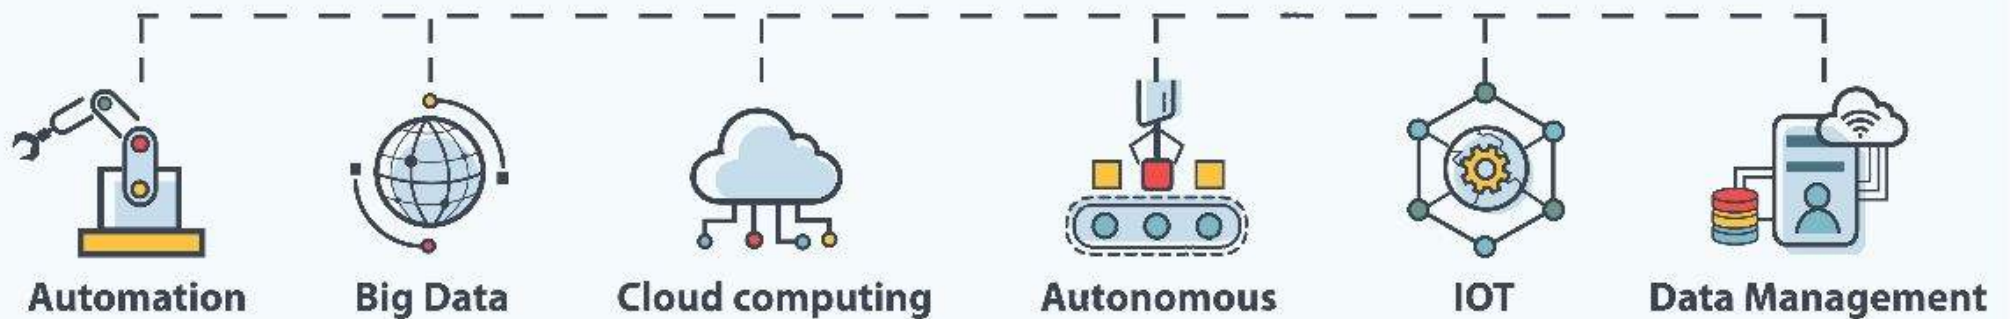 Automation
Big Data
Cloud computing
Autonomous
IOT
Data Management